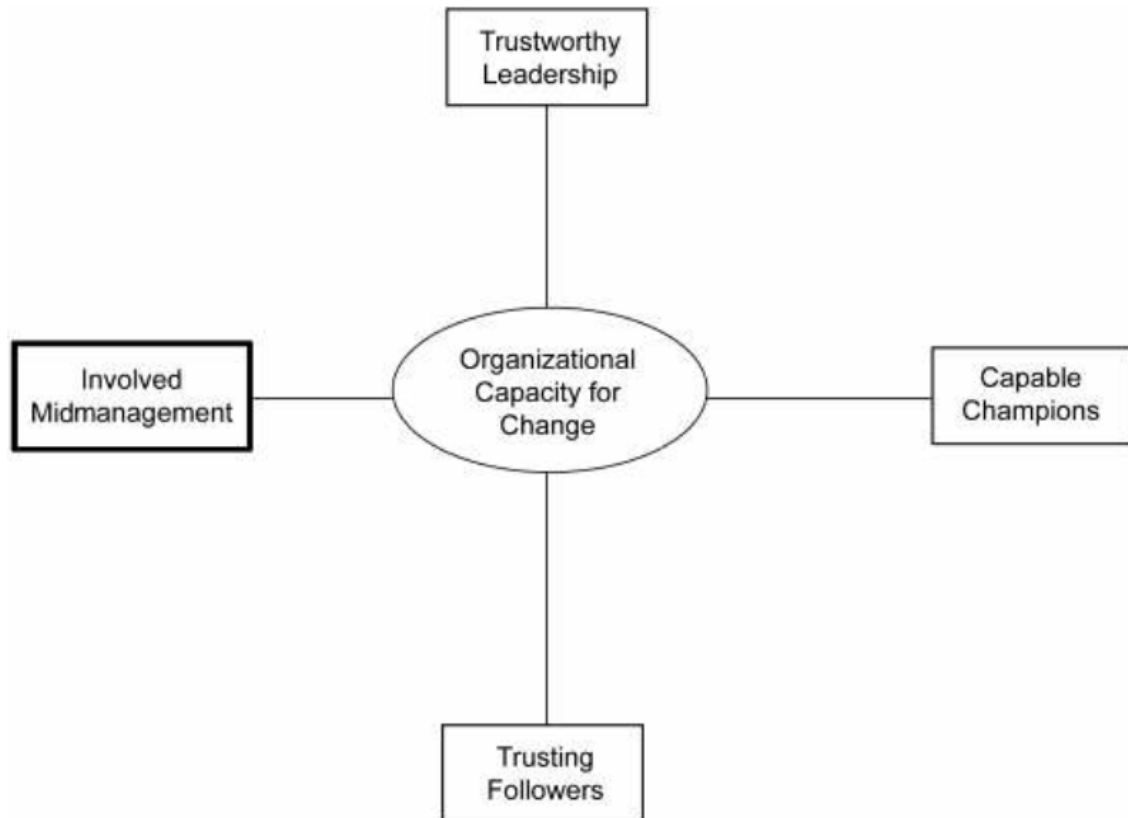 Trustworthy
Leadership
Organizational
Capacity for
Change
Involved
Midmanagement
Capable
Champions
Trusting
Followers